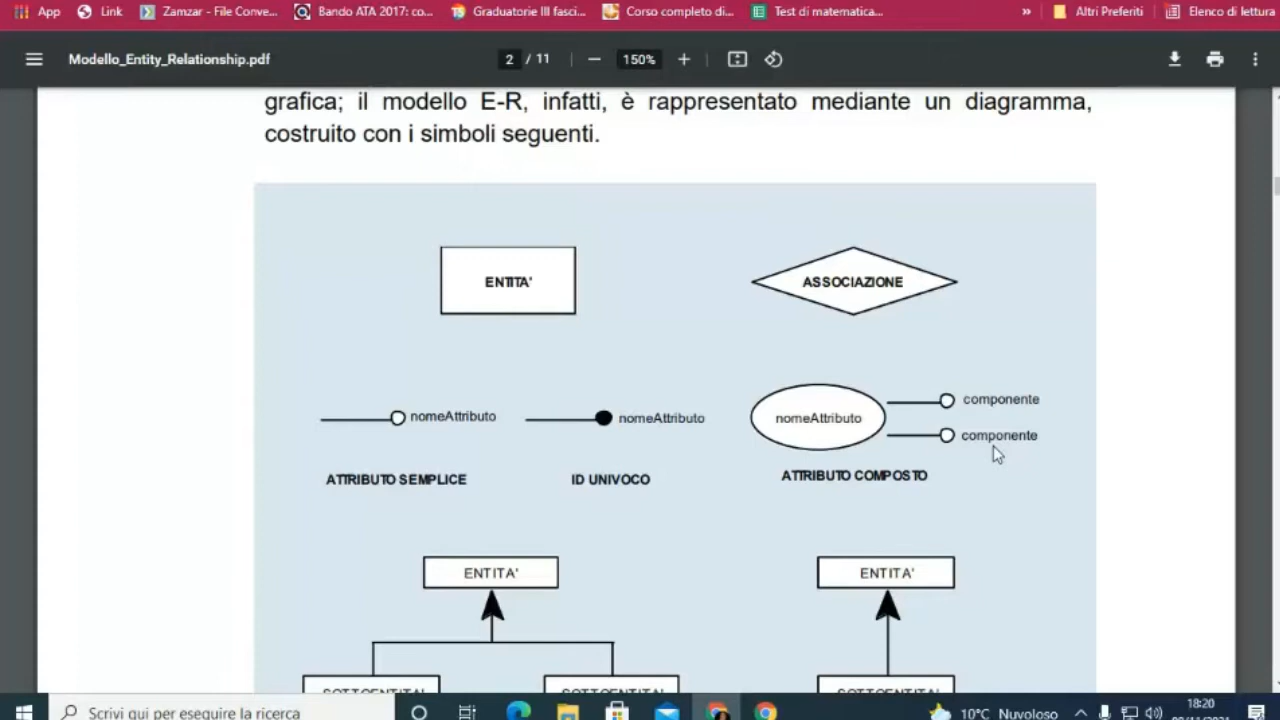 App Link Zamzar - File Conve... Bando ATA 2017: co... Graduatorie III fasci... Corso completo di... Test di matematica... » Altri Preferiti Elenco di lettura
Modello_Entity_Relationship.pdf 2 / 11 150%
grafica; il modello E-R, infatti, è rappresentato mediante un diagramma,
costruito con i simboli seguenti.
ENTITA'
ASSOCIAZIONE
nomeAttributo
nomeAttributo
nomeAttributo
componente
componente
ATTRIBUTO SEMPLICE
ID UNIVOCO
ATTRIBUTO COMPOSTO
ENTITA'
ENTITA'
SOTTOENTITA'
SOTTOENTITA'
SOTTOENTITA'
Scrivi qui per eseguire la ricerca
10°C Nuvoloso
18:20